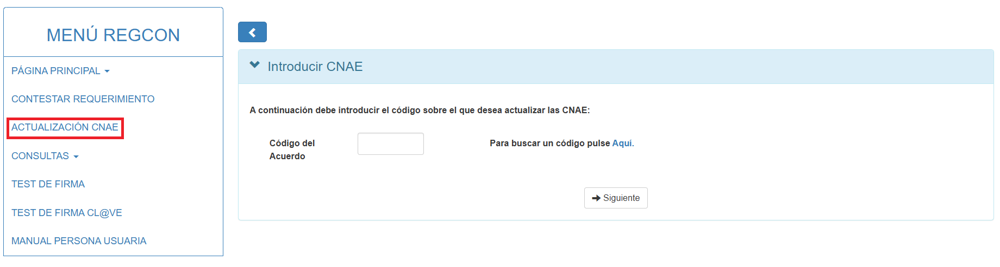 MENÚ REGCON
PÁGINA PRINCIPAL
CONTESTAR REQUERIMIENTO
ACTUALIZACIÓN CNAE
CONSULTAS
TEST DE FIRMA
TEST DE FIRMA CL@VE
MANUAL PERSONA USUARIA
Introducir CNAE
A continuación debe introducir el código sobre el que desea actualizar las CNAE:
Código del
Acuerdo
Para buscar un código pulse Aquí.
Siguiente